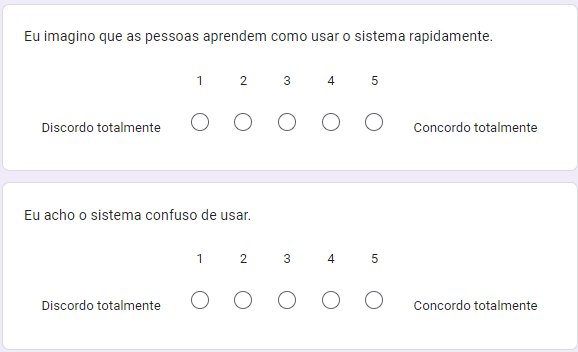 Eu imagino que as pessoas aprendem como usar o sistema rapidamente.
1 2 3 4 5
Discordo totalmente Concordo totalmente
Eu acho o sistema confuso de usar.
1 2 3 4 5
Discordo totalmente Concordo totalmente